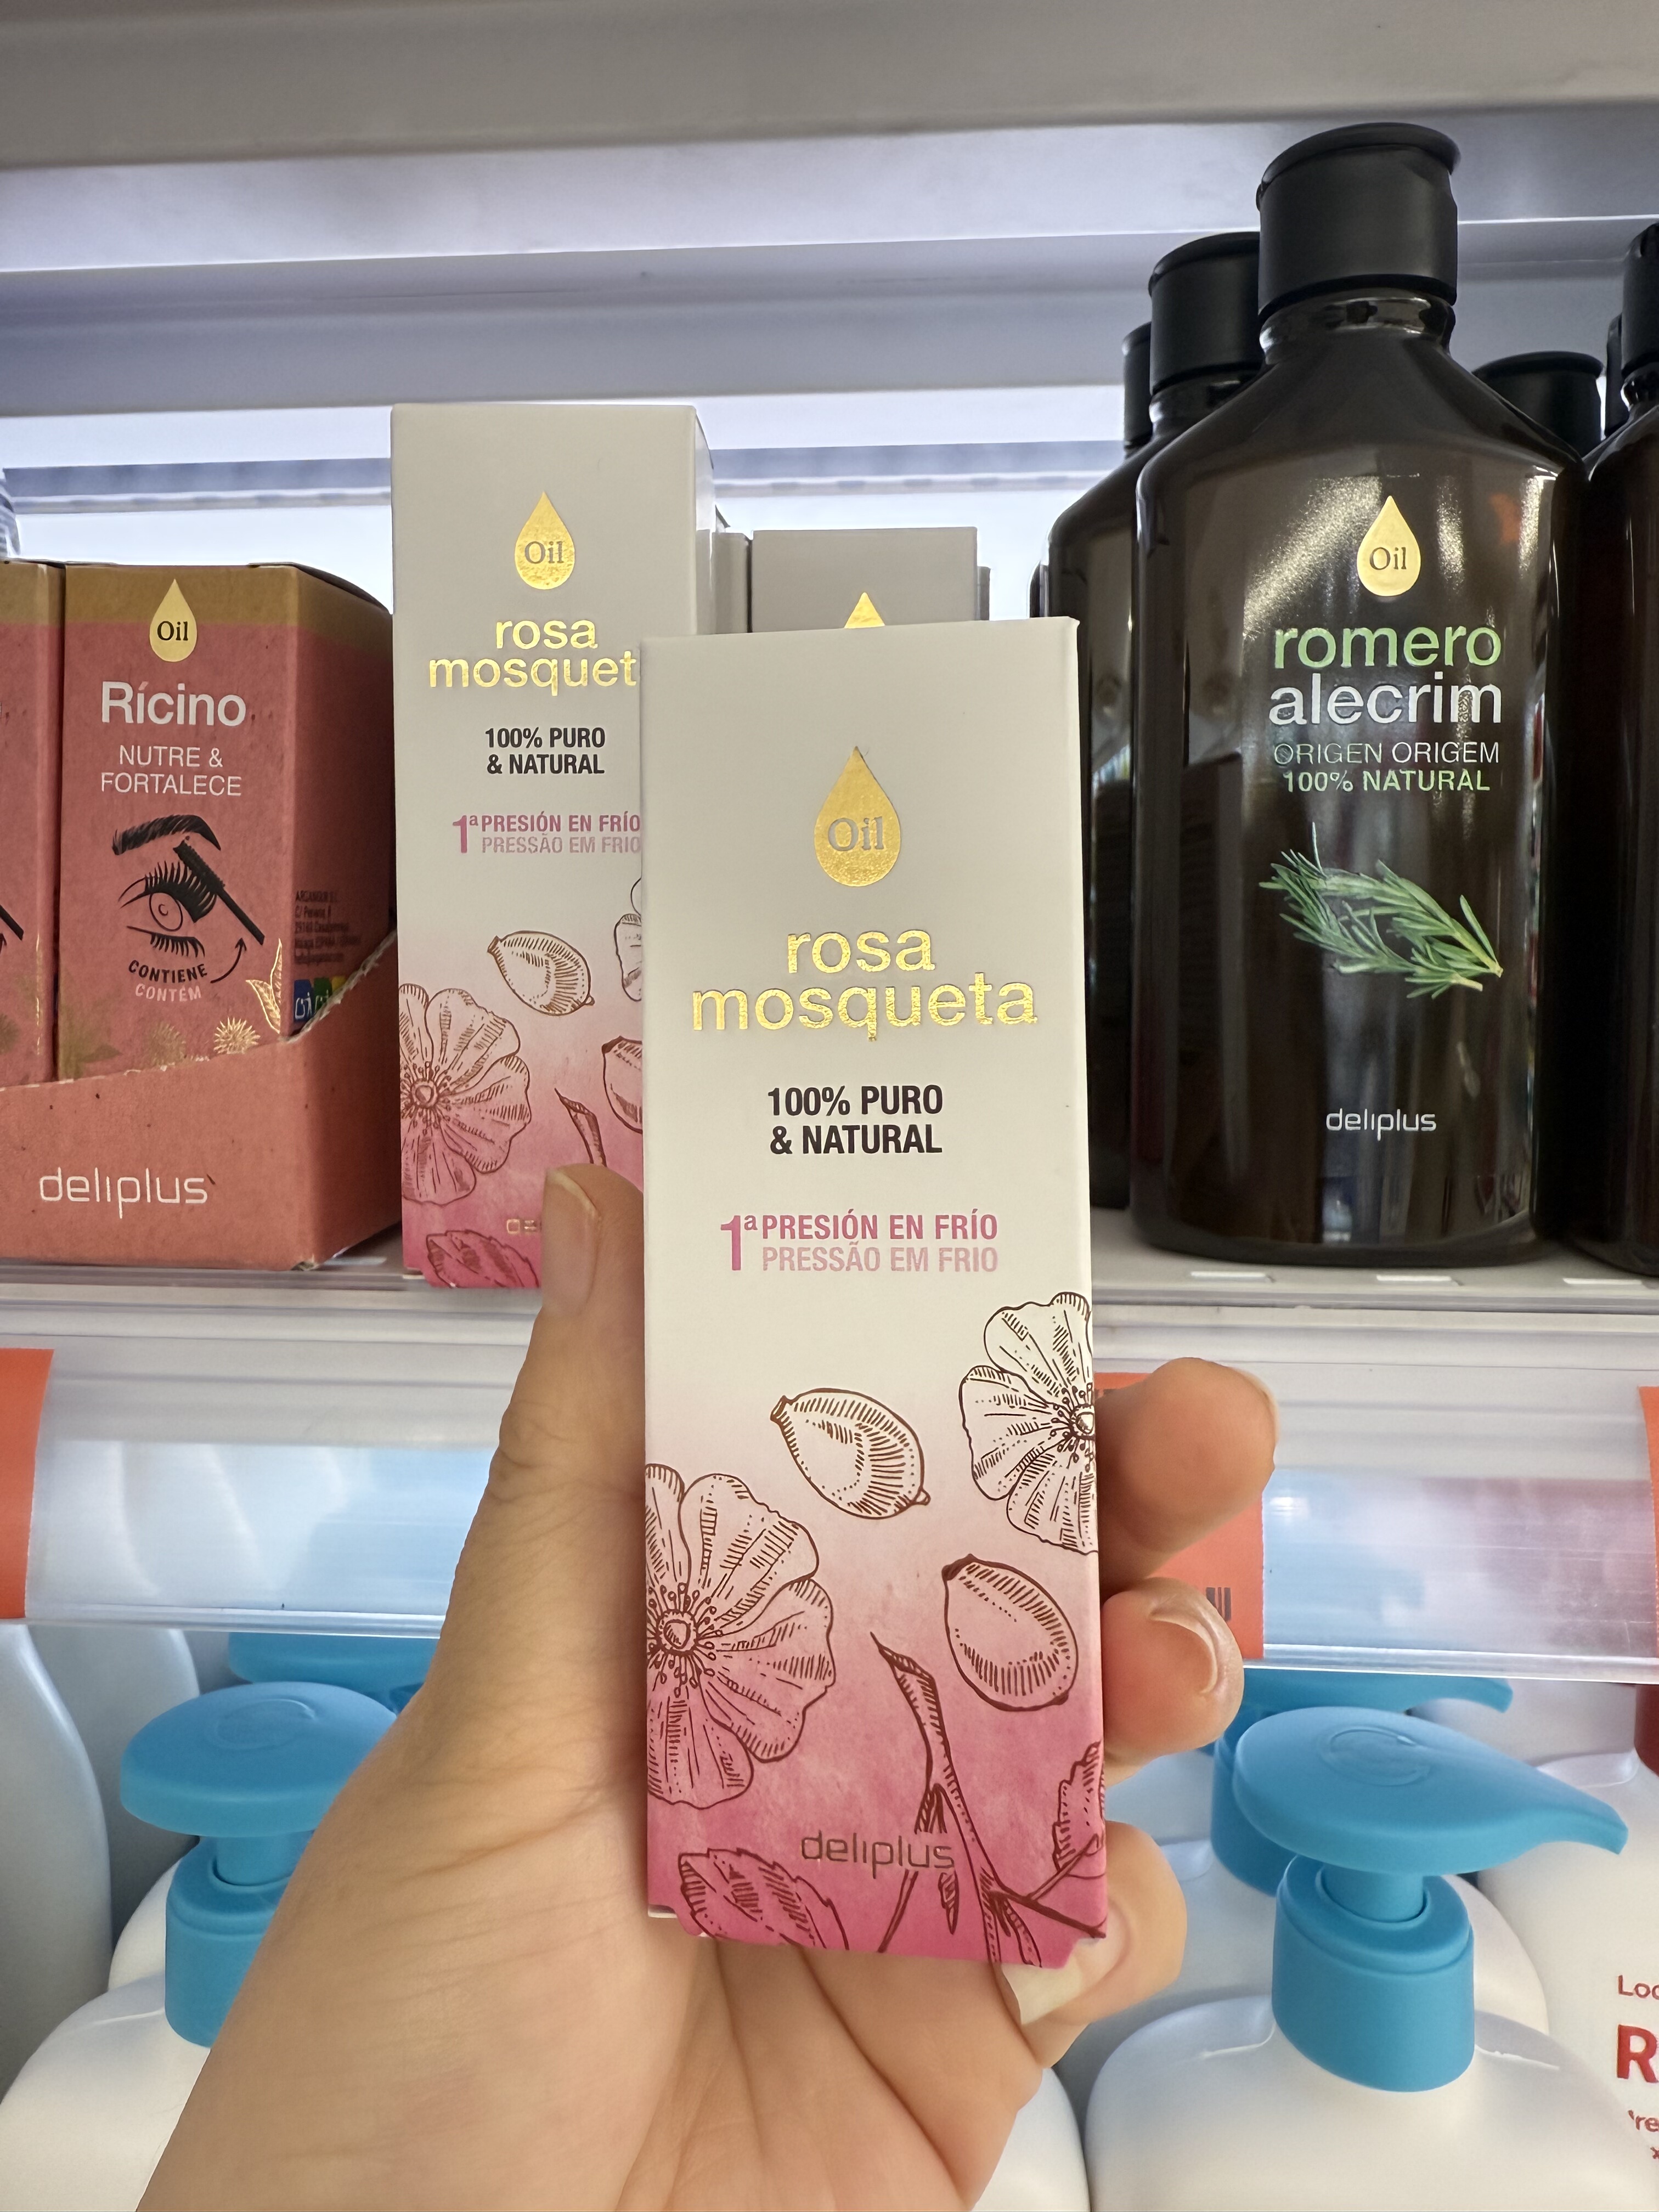 Oil
Rícino
NUTRE &
FORTALECE
CONTIENE
CONTÉM
deliplus
Oil
rosa
mosquet
100% PURO
& NATURAL
1ª PRESIÓN EN FRÍO
PRESSÃO EM FRIO
Oil
rosa
mosqueta
100% PURO
& NATURAL
1ª PRESIÓN EN FRÍO
PRESSÃO EM FRIO
deliplus
Oil
romero
alecrim
ORIGEN ORIGEM
100% NATURAL
deliplus